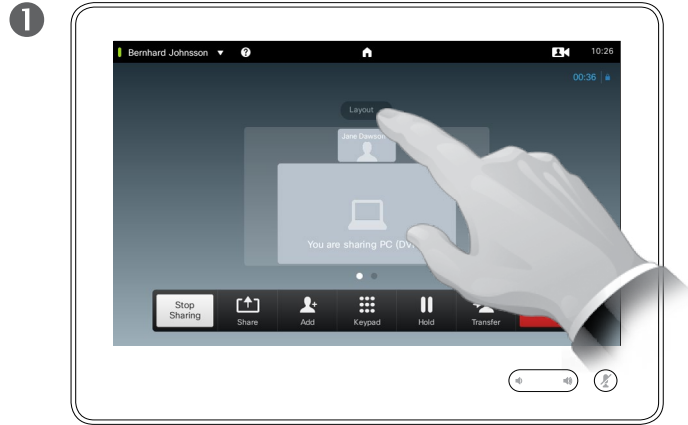 1
Bernhard Johnsson ▼ ? 10:26
00:36
Layout
Jane Dawson
You are sharing PC
Stop
Sharing
Share
Add
Keypad
Hold
Transfer